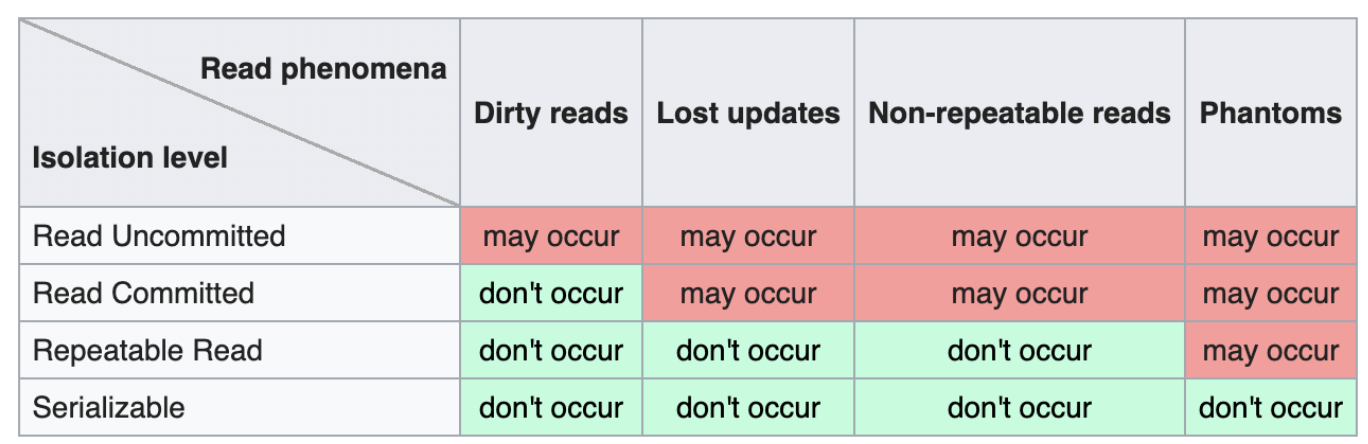 Read phenomena
Isolation level
Dirty reads Lost updates Non-repeatable reads Phantoms
Read Uncommitted may occur may occur may occur may occur
Read Committed don't occur may occur may occur may occur
Repeatable Read don't occur don't occur don't occur may occur
Serializable don't occur don't occur don't occur don't occur